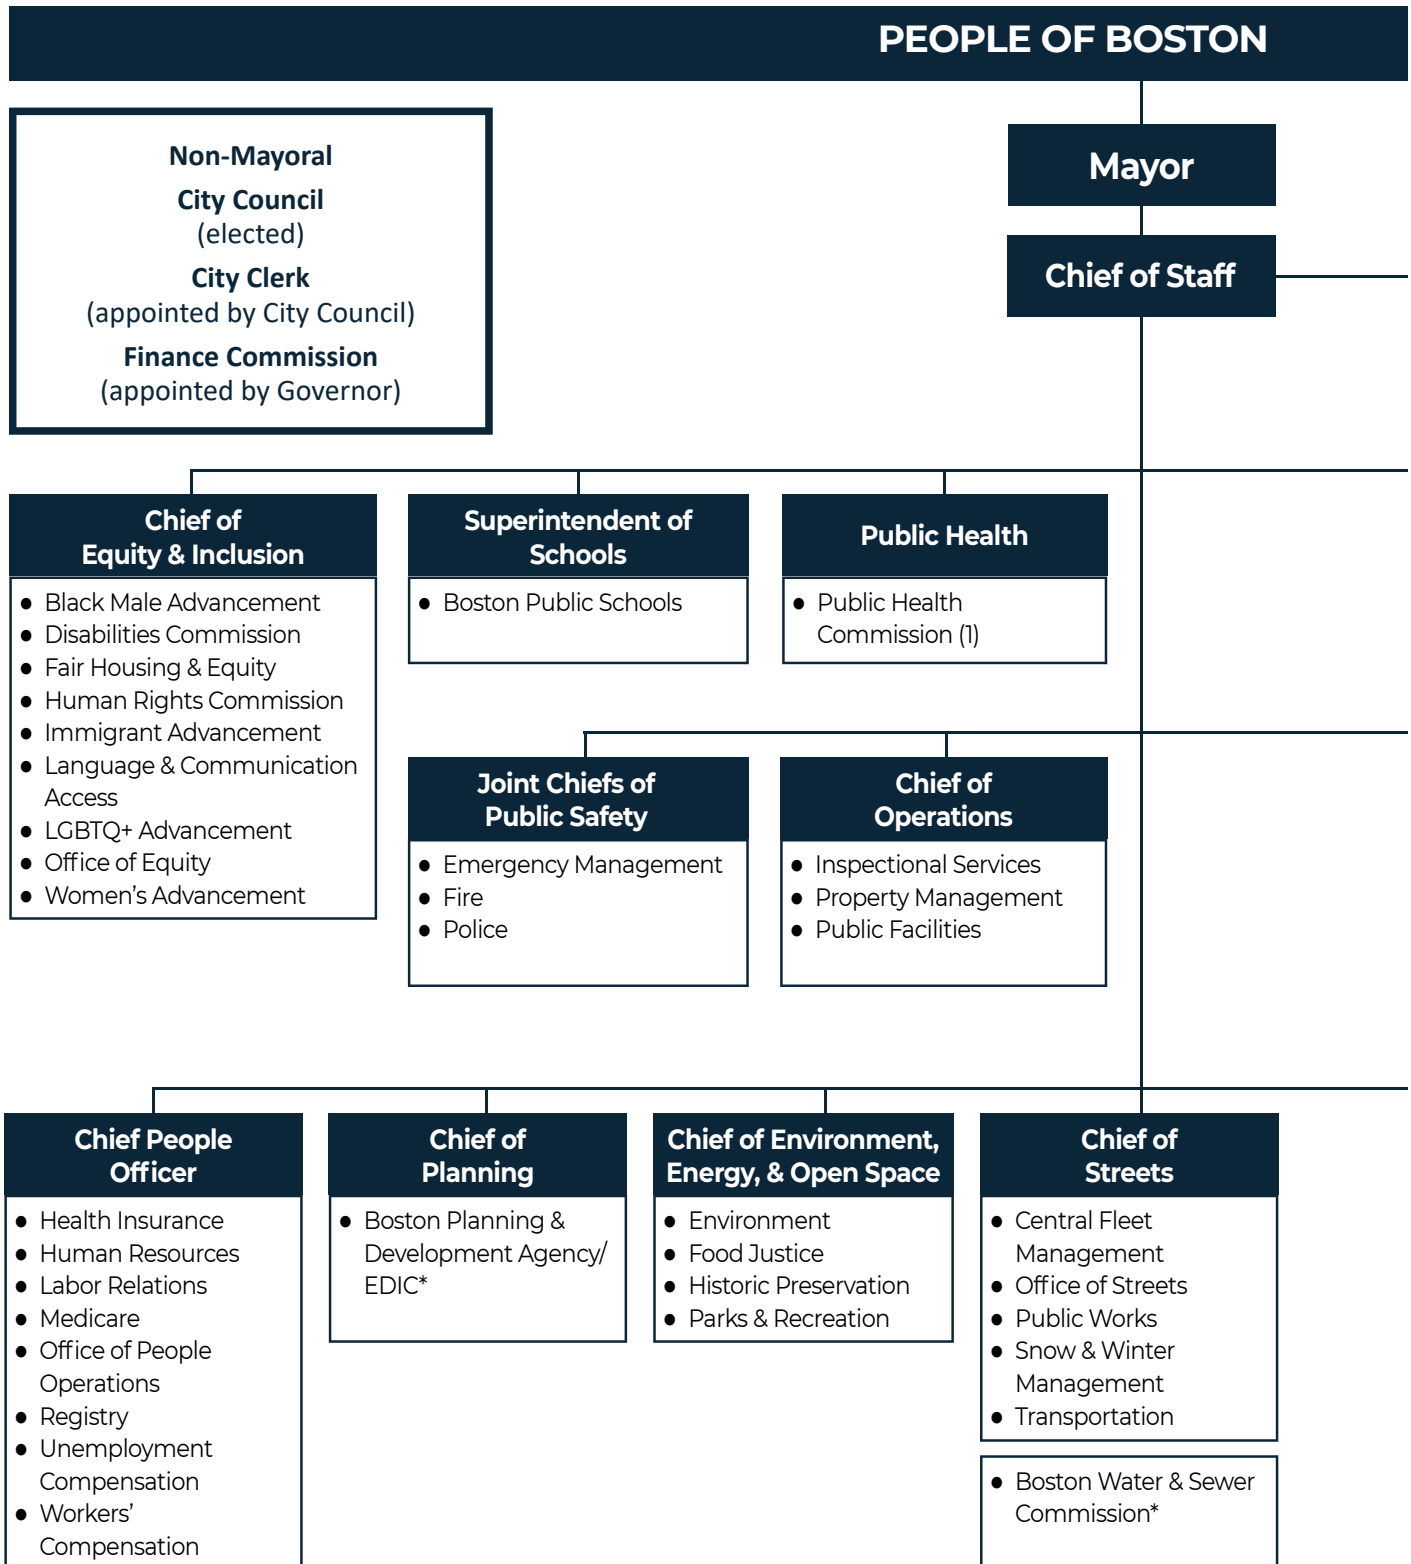 PEOPLE OF BOSTON
Non-Mayoral
City Council
(elected)
City Clerk
(appointed by City Council)
Finance Commission
(appointed by Governor)
Mayor
Chief of Staff
Chief of
Equity & Inclusion
● Black Male Advancement
● Disabilities Commission
● Fair Housing & Equity
● Human Rights Commission
● Immigrant Advancement
● Language & Communication
Access
● LGBTQ+ Advancement
● Office of Equity
● Women’s Advancement
Superintendent of
Schools
● Boston Public Schools
Public Health
● Public Health
Commission (1)
Joint Chiefs of
Public Safety
● Emergency Management
● Fire
● Police
Chief of
Operations
● Inspectional Services
● Property Management
● Public Facilities
Chief People
Officer
● Health Insurance
● Human Resources
● Labor Relations
● Medicare
● Office of People
Operations
● Registry
● Unemployment
Compensation
● Workers’
Compensation
Chief of
Planning
● Boston Planning &
Development Agency/
EDIC*
Chief of Environment,
Energy, & Open Space
● Environment
● Food Justice
● Historic Preservation
● Parks & Recreation
Chief of
Streets
● Central Fleet
Management
● Office of Streets
● Public Works
● Snow & Winter
Management
● Transportation
● Boston Water & Sewer
Commission*